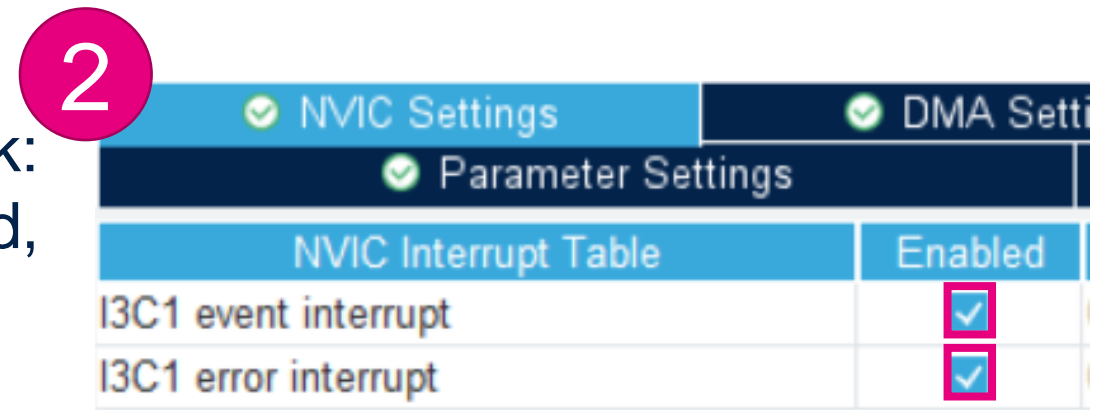 2
NVIC Settings DMA Setti
k: Parameter Settings
d, NVIC Interrupt Table Enabled
I3C1 event interrupt
I3C1 error interrupt